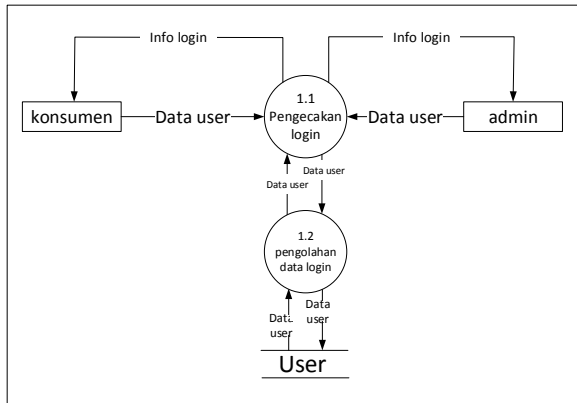 Info login
Info login
1.1
Pengecakan
login
konsumen
Data user
Data user
admin
Data user
Data user
1.2
pengolahan
data login
Data
user
Data
user
User